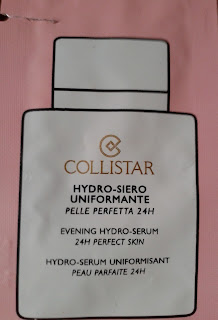 COLLISTAR
HYDRO-SIERO
UNIFORMANTE
PELLE PERFETTA 24H
EVENING HYDRO-SERUM
24H PERFECT SKIN
HYDRO-SERUM UNIFORMISANT
PEAU PARFAITE 24H